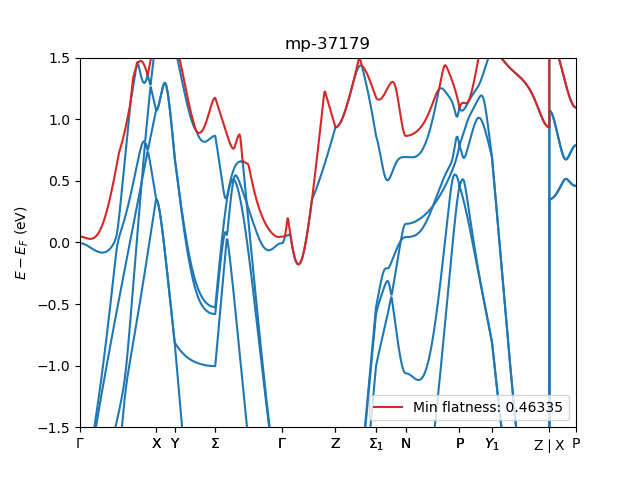 mp-37179
E − E_F (eV)
1.5
1.0
0.5
0.0
−0.5
−1.0
−1.5
Min flatness: 0.46335
Γ X Y Σ Γ Z Σ₁ N P Y₁ Z | X P